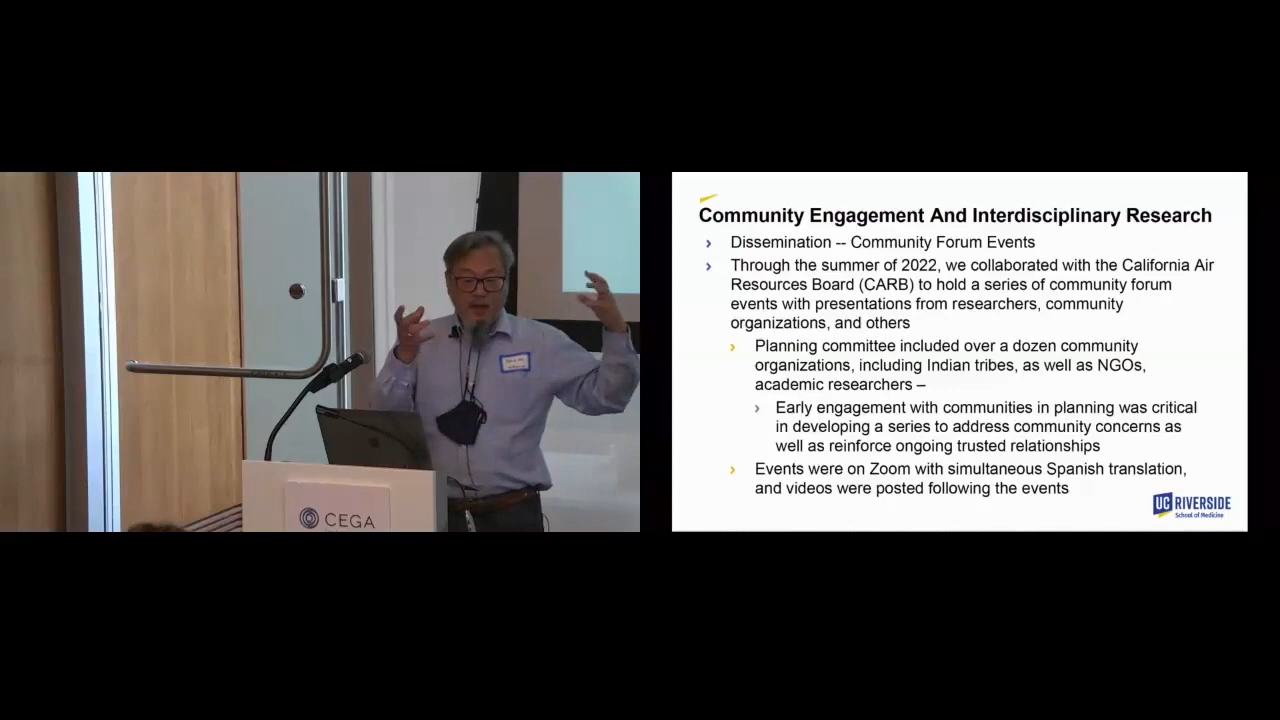 CEGA
Community Engagement And Interdisciplinary Research
Dissemination -- Community Forum Events
Through the summer of 2022, we collaborated with the California Air
Resources Board (CARB) to hold a series of community forum
events with presentations from researchers, community
organizations, and others
Planning committee included over a dozen community
organizations, including Indian tribes, as well as NGOs,
academic researchers –
Early engagement with communities in planning was critical
in developing a series to address community concerns as
well as reinforce ongoing trusted relationships
Events were on Zoom with simultaneous Spanish translation,
and videos were posted following the events
UC RIVERSIDE
School of Medicine